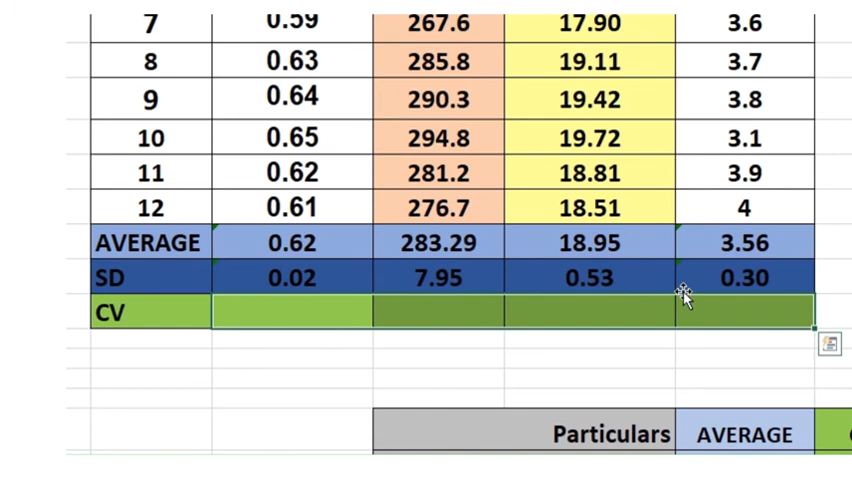 7 0.59 267.6 17.90 3.6
8 0.63 285.8 19.11 3.7
9 0.64 290.3 19.42 3.8
10 0.65 294.8 19.72 3.1
11 0.62 281.2 18.81 3.9
12 0.61 276.7 18.51 4
AVERAGE 0.62 283.29 18.95 3.56
SD 0.02 7.95 0.53 0.30
CV
Particulars AVERAGE